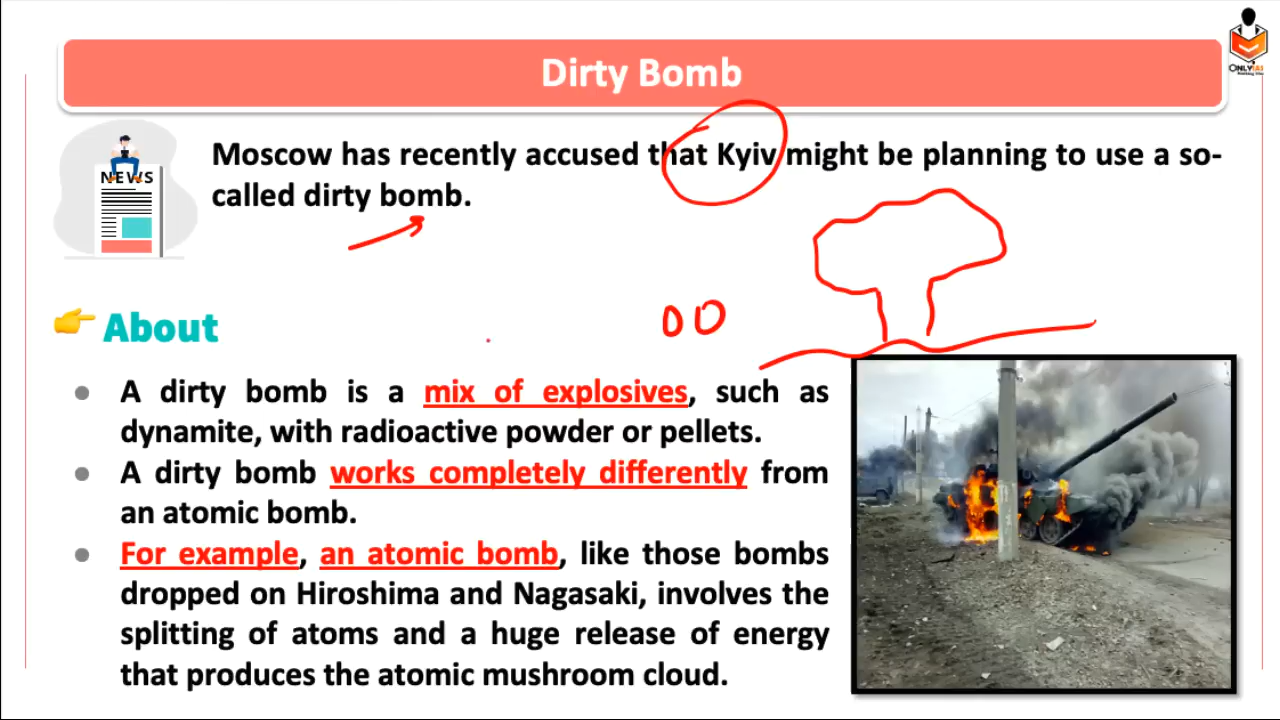 Dirty Bomb
ONLYIAS
NEWS
Moscow has recently accused that Kyiv might be planning to use a so-
called dirty bomb.
About
A dirty bomb is a mix of explosives, such as
dynamite, with radioactive powder or pellets.
A dirty bomb works completely differently from
an atomic bomb.
For example, an atomic bomb, like those bombs
dropped on Hiroshima and Nagasaki, involves the
splitting of atoms and a huge release of energy
that produces the atomic mushroom cloud.